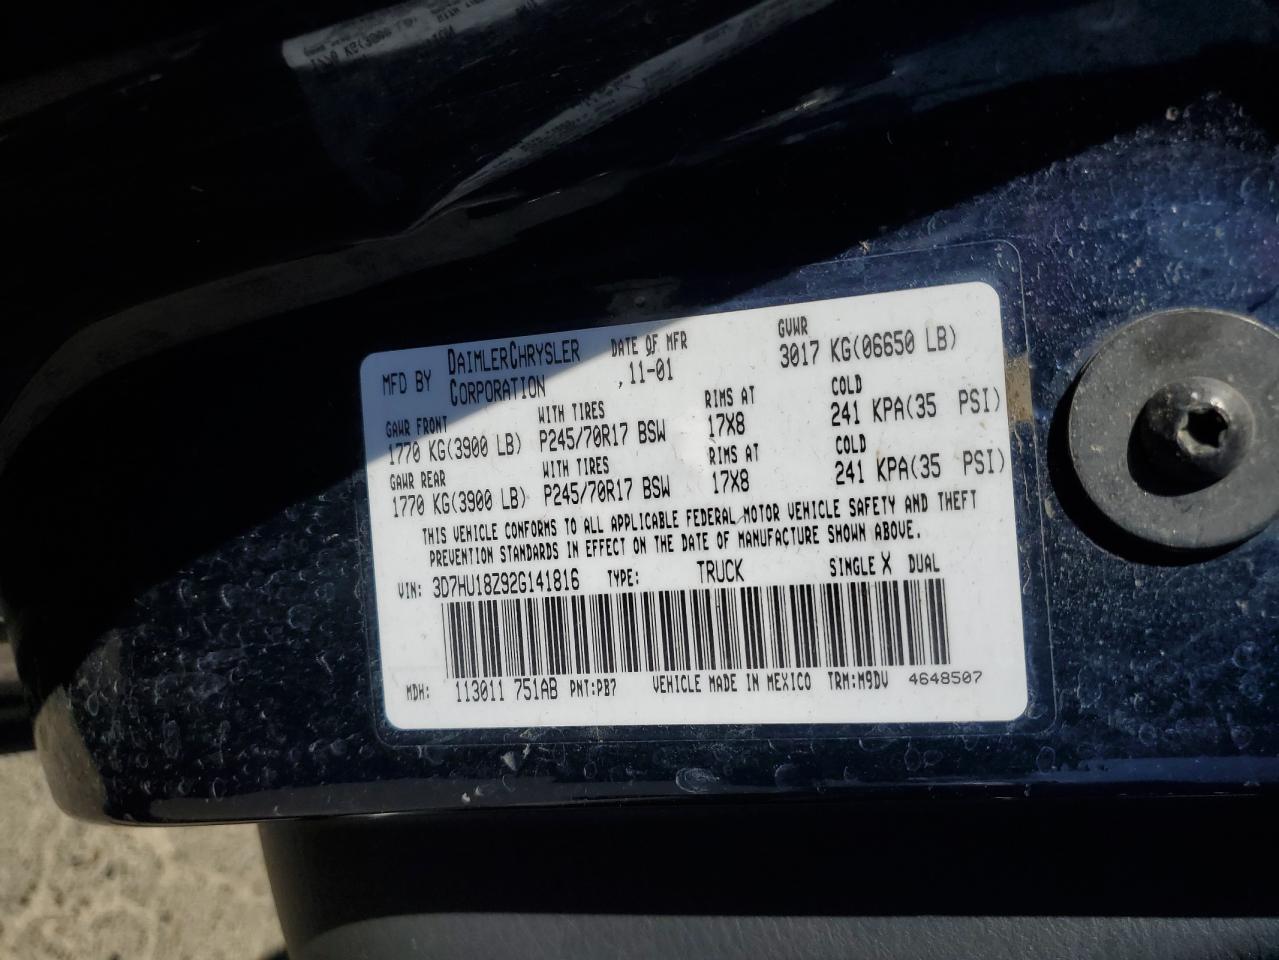 MFD BY DAIMLERCHRYSLER CORPORATION
DATE OF MFR
11-01
GVWR
3017 KG(06650 LB)
GAWR FRONT WITH TIRES RIMS AT COLD
1770 KG(3900 LB) P245/70R17 BSW 17X8 241 KPA(35 PSI)
GAWR REAR WITH TIRES RIMS AT COLD
1770 KG(3900 LB) P245/70R17 BSW 17X8 241 KPA(35 PSI)
THIS VEHICLE CONFORMS TO ALL APPLICABLE FEDERAL MOTOR VEHICLE SAFETY AND THEFT
PREVENTION STANDARDS IN EFFECT ON THE DATE OF MANUFACTURE SHOWN ABOVE.
VIN: 3D7HU18Z92G141816 TYPE: TRUCK SINGLE X DUAL
MDH: 113011 751AB PNT:PB7 VEHICLE MADE IN MEXICO TRM:M9DV 4648507